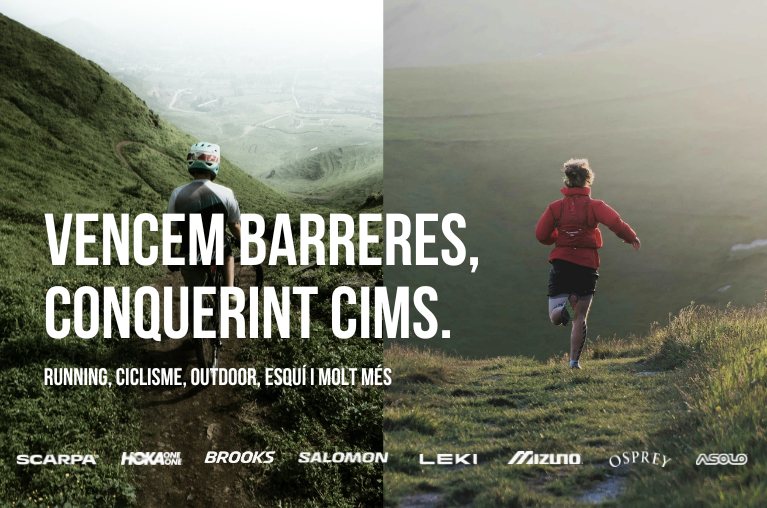 VENCEM BARRERES,
CONQUERINT CIMS.
RUNNING, CICLISME, OUTDOOR, ESQUÍ I MOLT MÉS
SCARPA HOKA ONE ONE BROOKS SALOMON LEKI MIZUNO OSPREY ASOLO